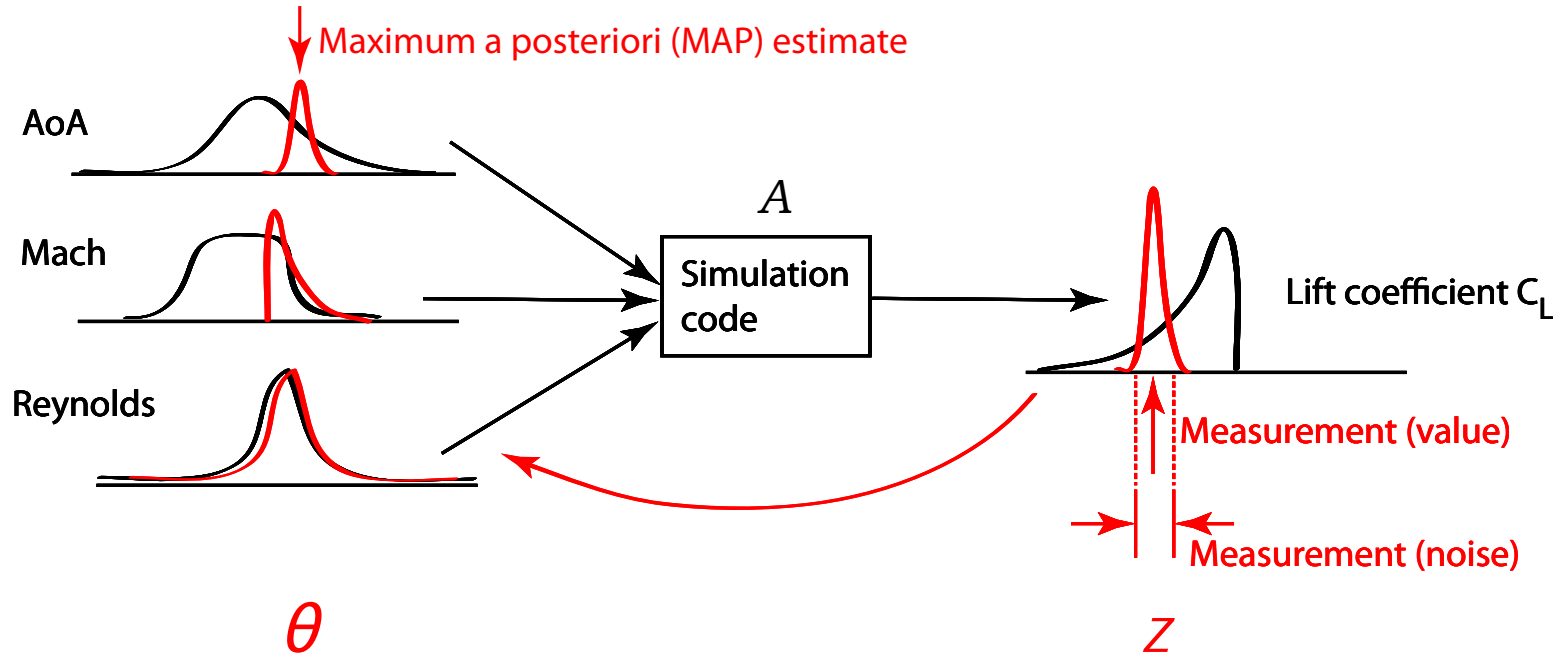 Maximum a posteriori (MAP) estimate
AoA
A
Mach
Simulation
code
Lift coefficient CL
Reynolds
Measurement (value)
Measurement (noise)
θ
z